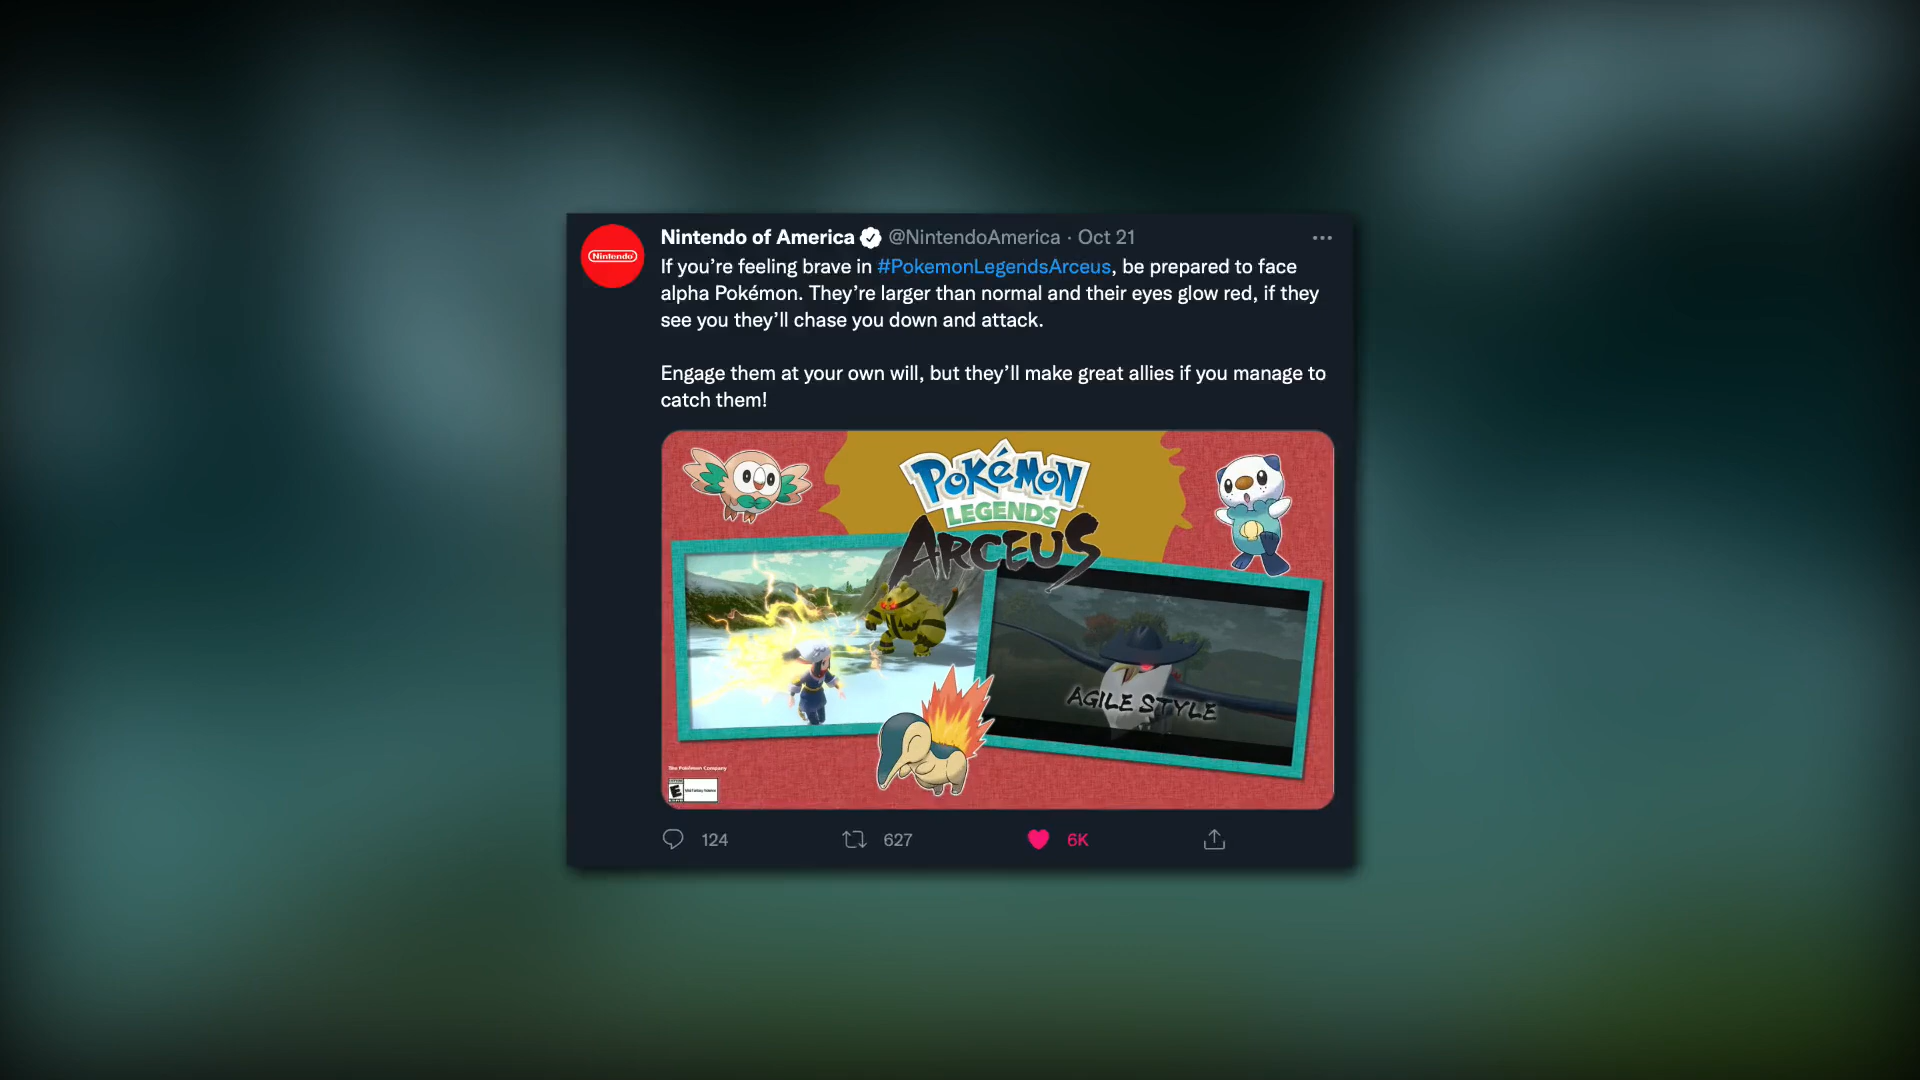 Nintendo
Nintendo of America @NintendoAmerica · Oct 21
If you’re feeling brave in #PokemonLegendsArceus, be prepared to face
alpha Pokémon. They’re larger than normal and their eyes glow red, if they
see you they’ll chase you down and attack.
Engage them at your own will, but they’ll make great allies if you manage to
catch them!
POKéMON
LEGENDS
ARCEUS
AGILE STYLE
The Pokémon Company
E
124
627
6K